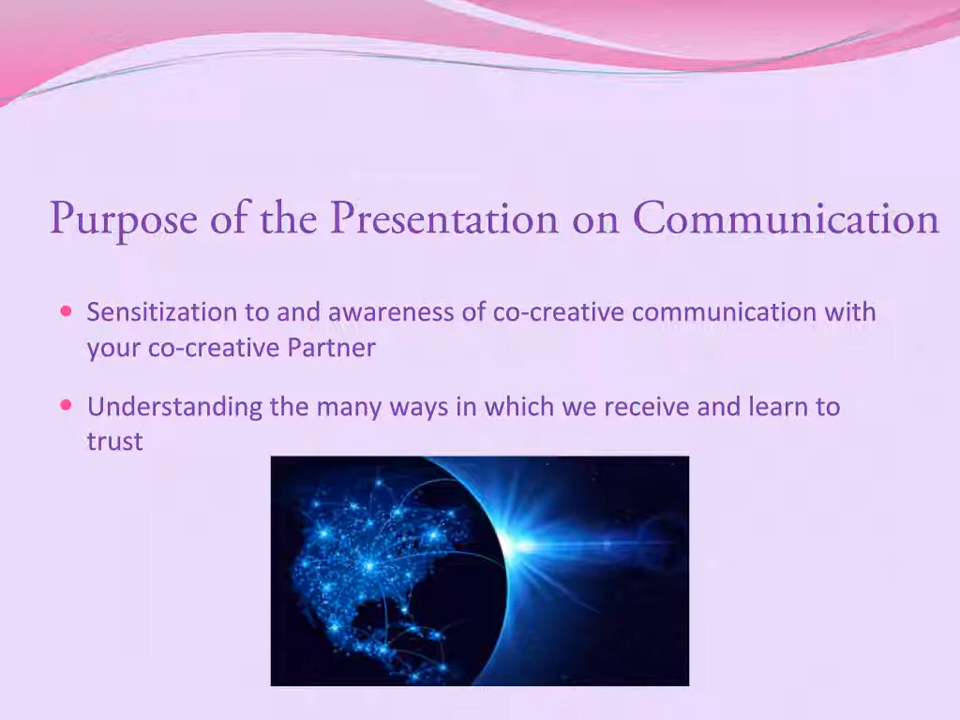 Purpose of the Presentation on Communication
Sensitization to and awareness of co-creative communication with
your co-creative Partner
Understanding the many ways in which we receive and learn to
trust